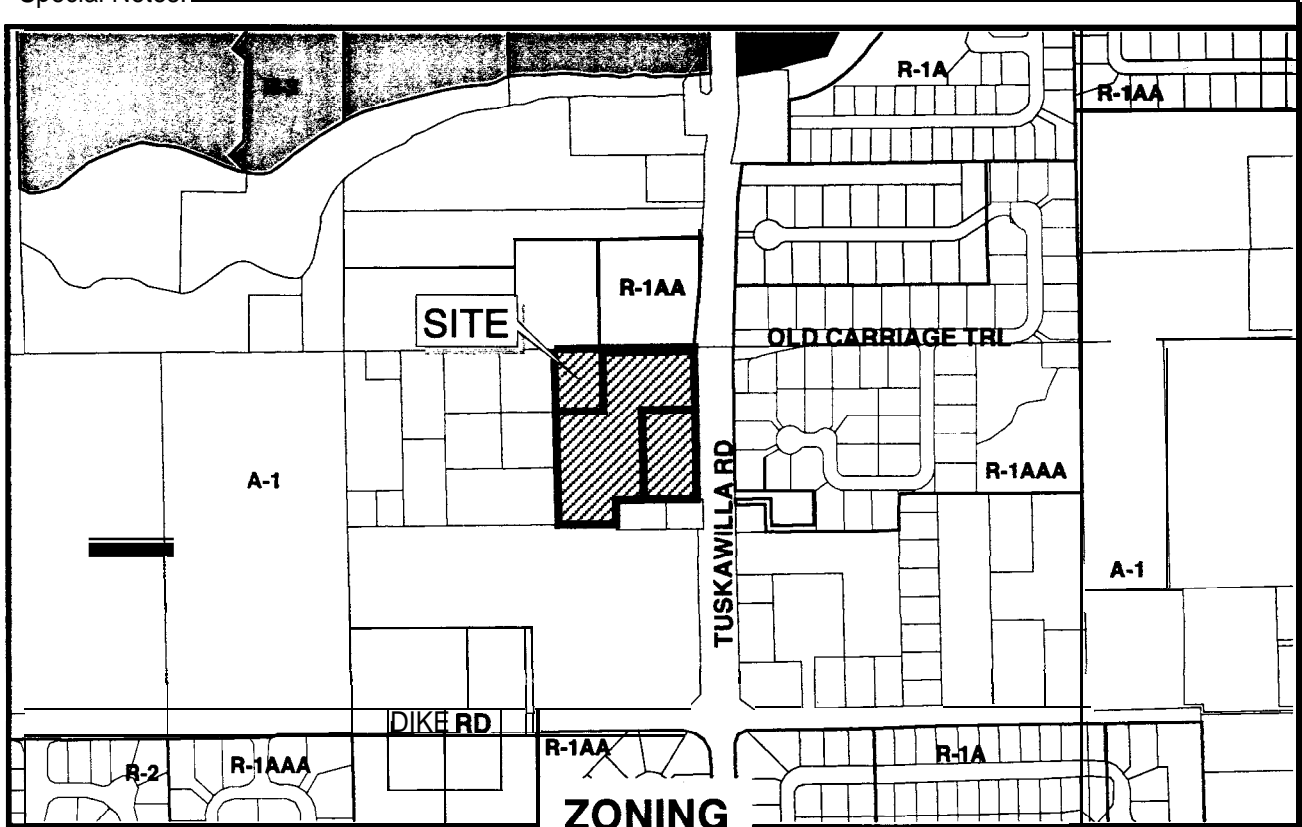 Special Notes:
R-1A
R-1AA
R-1AA
SITE
OLD CARRIAGE TRL
A-1
TUSKAWILLA RD
R-1AAA
A-1
DIKE RD
R-2
R-1AAA
R-1AA
R-1A
ZONING